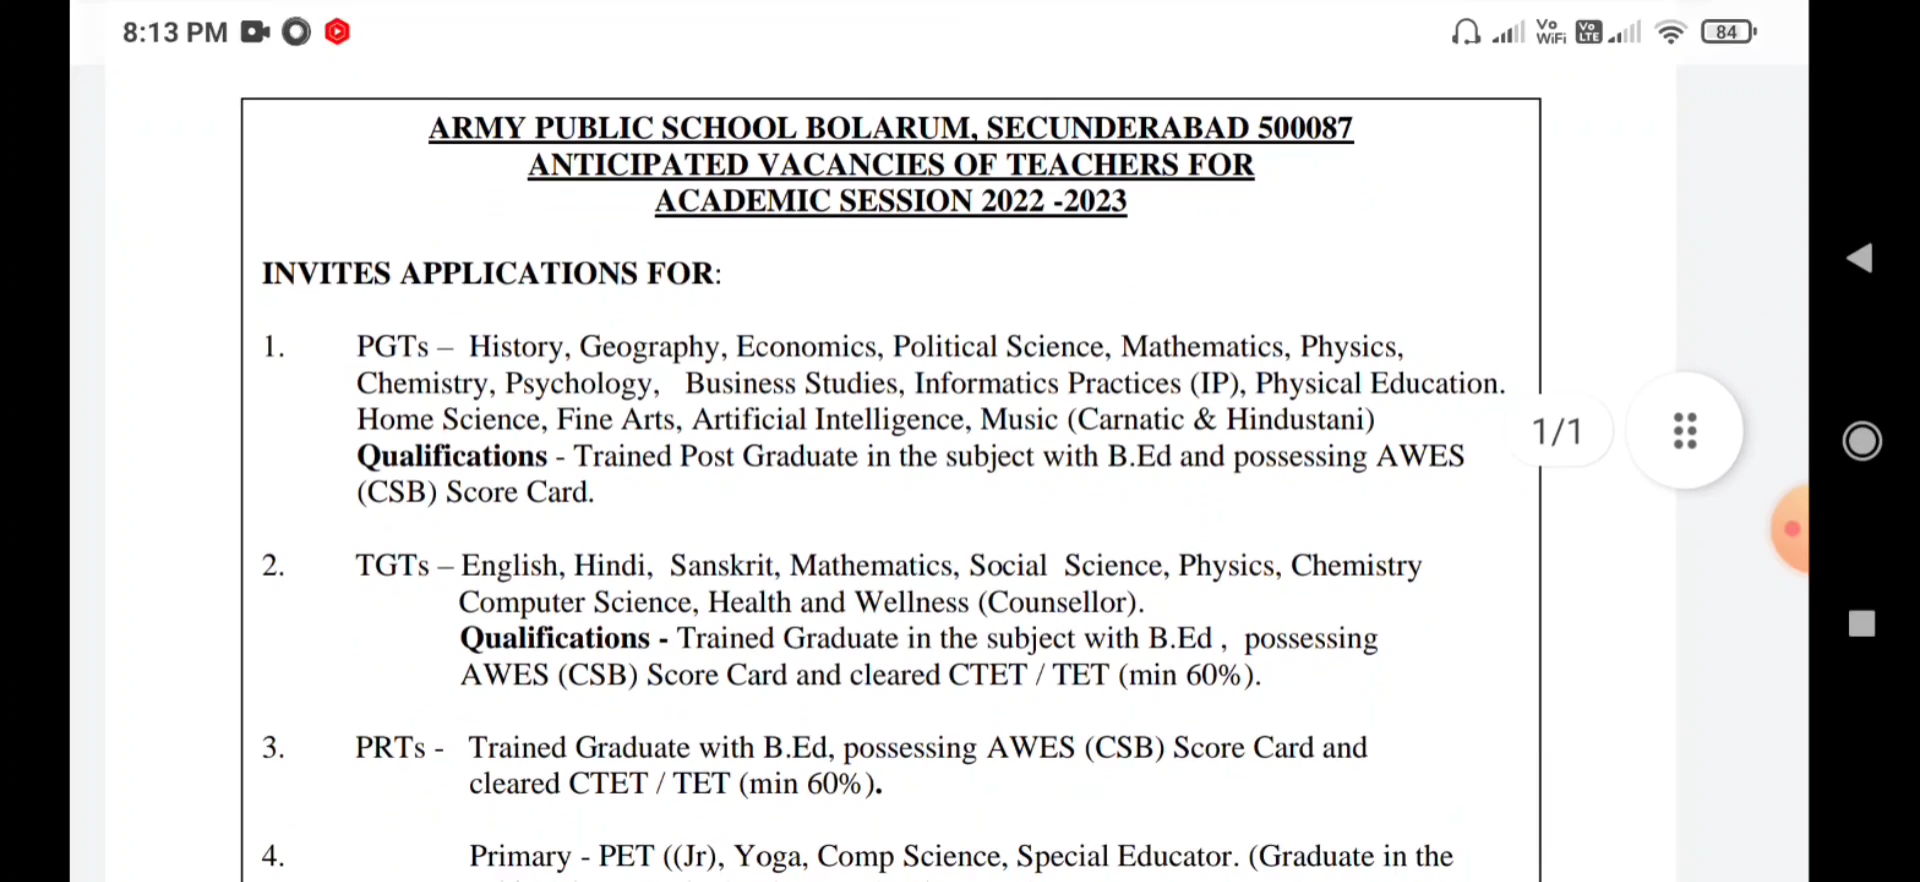 8:13 PM
Vo WiFi Vo LTE 84
ARMY PUBLIC SCHOOL BOLARUM, SECUNDERABAD 500087
ANTICIPATED VACANCIES OF TEACHERS FOR
ACADEMIC SESSION 2022 -2023
INVITES APPLICATIONS FOR:
1. PGTs – History, Geography, Economics, Political Science, Mathematics, Physics,
Chemistry, Psychology, Business Studies, Informatics Practices (IP), Physical Education.
Home Science, Fine Arts, Artificial Intelligence, Music (Carnatic & Hindustani)
1/1
Qualifications - Trained Post Graduate in the subject with B.Ed and possessing AWES
(CSB) Score Card.
2. TGTs – English, Hindi, Sanskrit, Mathematics, Social Science, Physics, Chemistry
Computer Science, Health and Wellness (Counsellor).
Qualifications - Trained Graduate in the subject with B.Ed , possessing
AWES (CSB) Score Card and cleared CTET / TET (min 60%).
3. PRTs - Trained Graduate with B.Ed, possessing AWES (CSB) Score Card and
cleared CTET / TET (min 60%).
4. Primary - PET ((Jr), Yoga, Comp Science, Special Educator. (Graduate in the